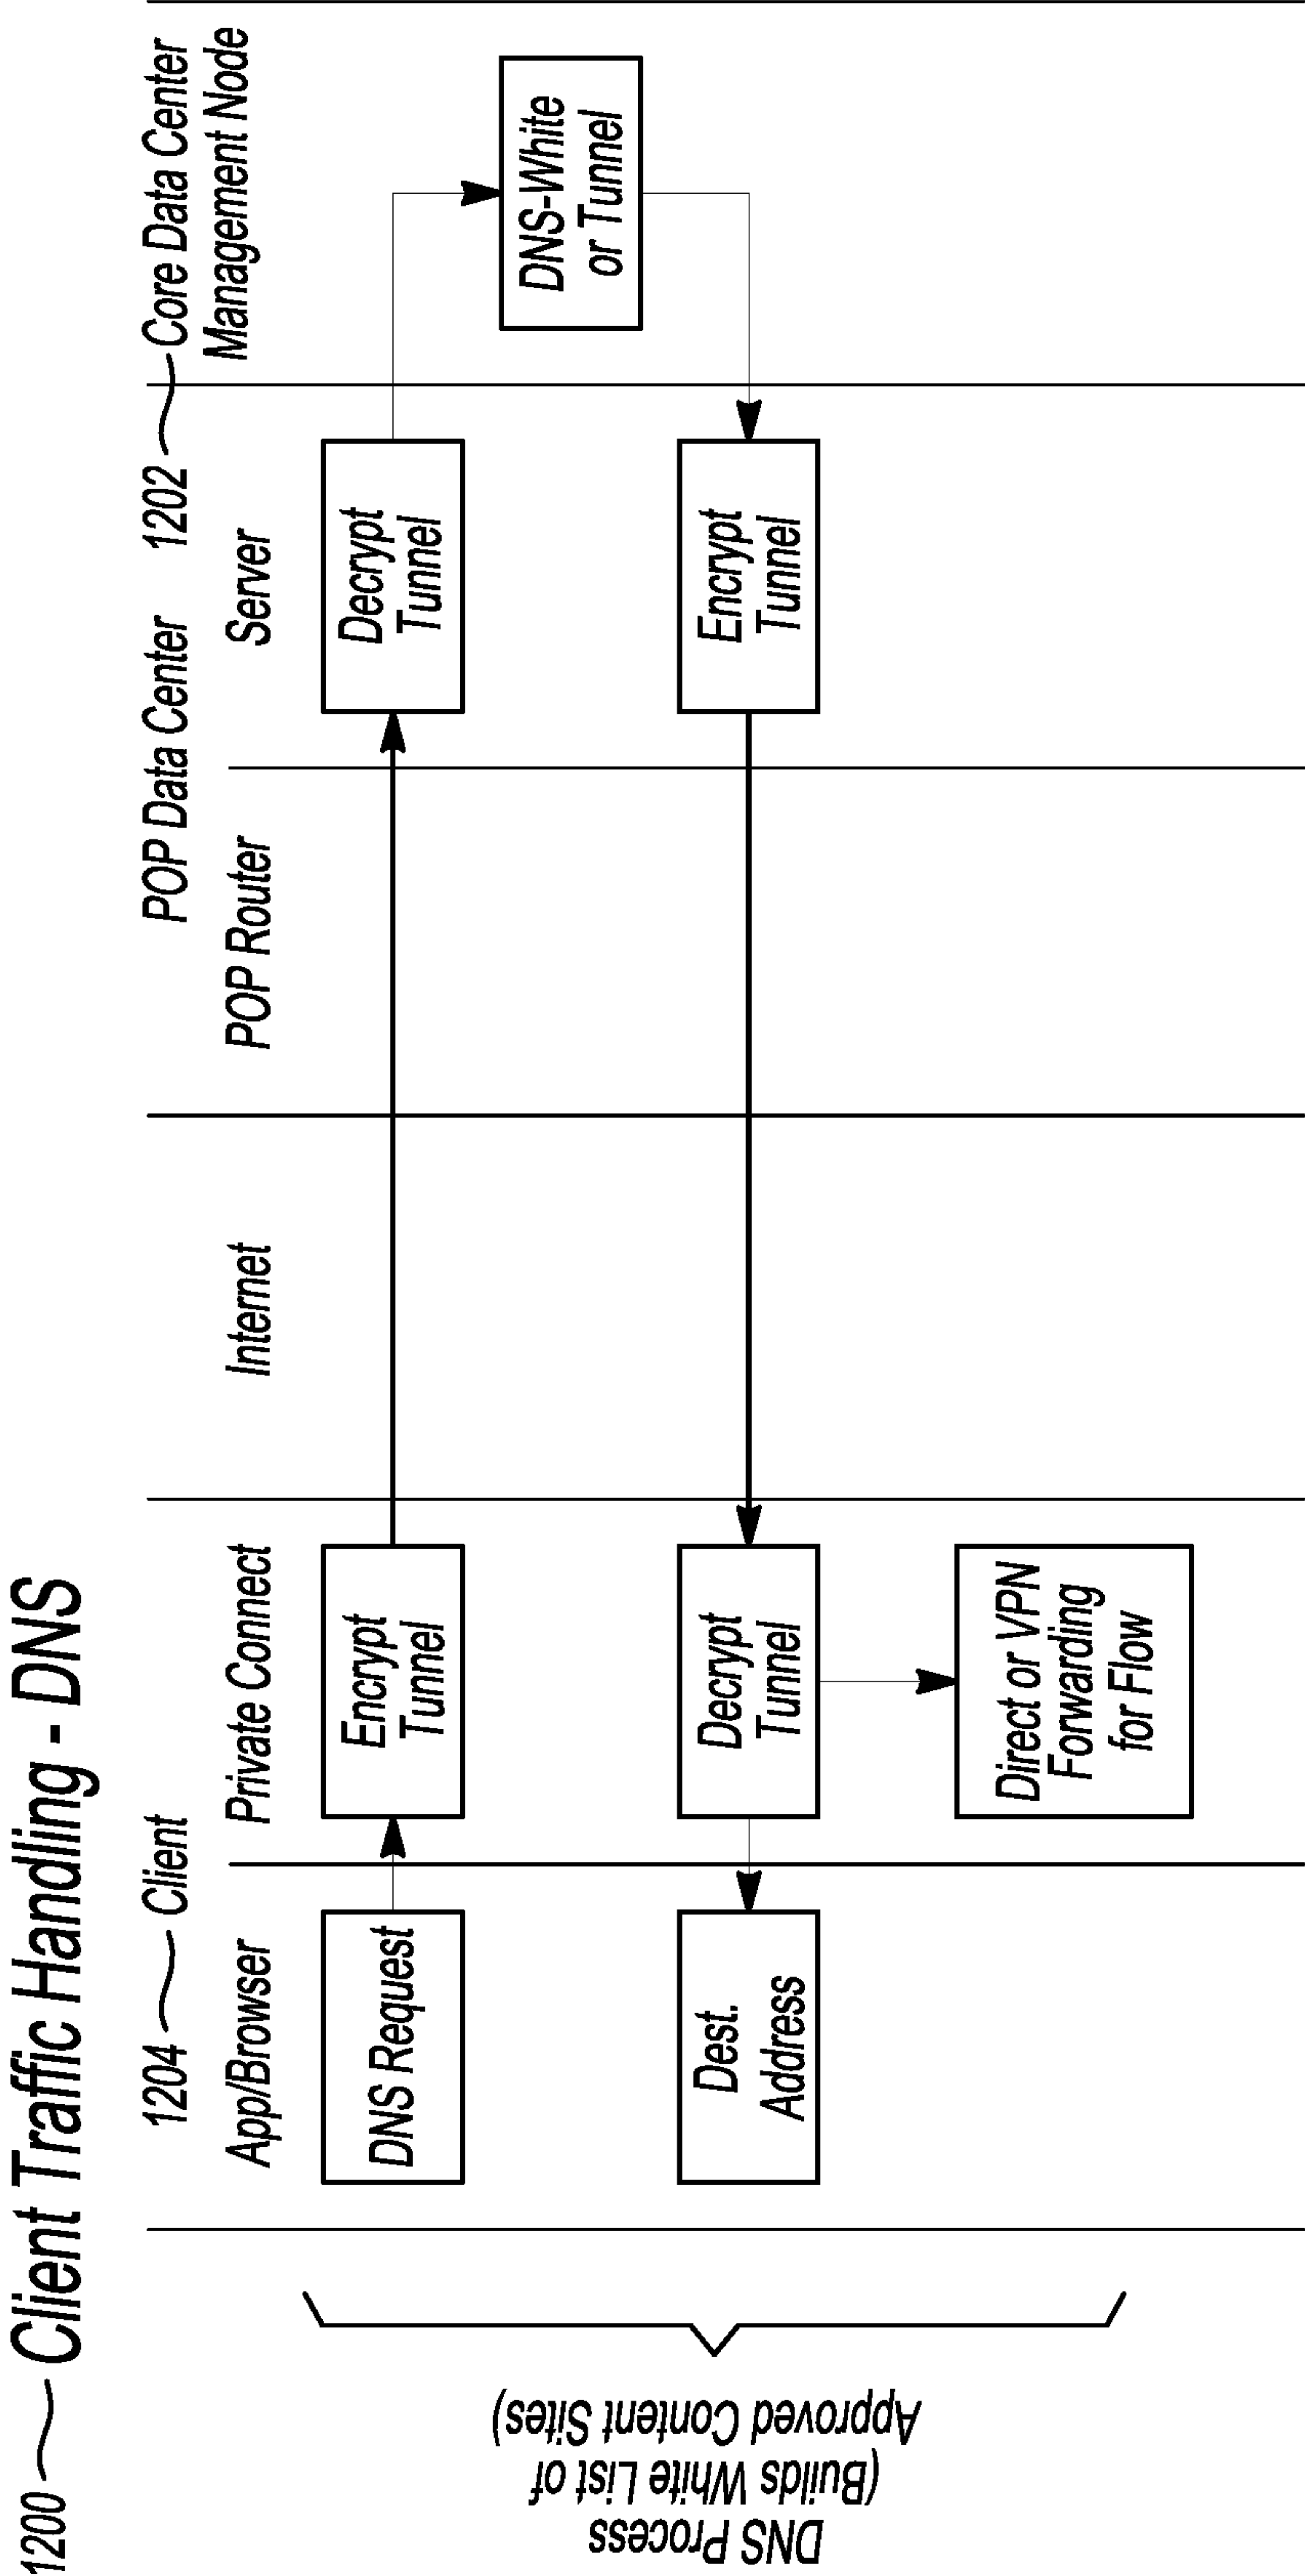 1200 Client Traffic Handling - DNS
1204 Client
POP Data Center
1202 Core Data Center
Management Node
App/Browser
Private Connect
Internet
POP Router
Server
DNS Request
Encrypt
Tunnel
Decrypt
Tunnel
DNS-White
or Tunnel
Dest.
Address
Decrypt
Tunnel
Encrypt
Tunnel
Direct or VPN
Forwarding
for Flow
DNS Process
(Builds White List of
Approved Content Sites)